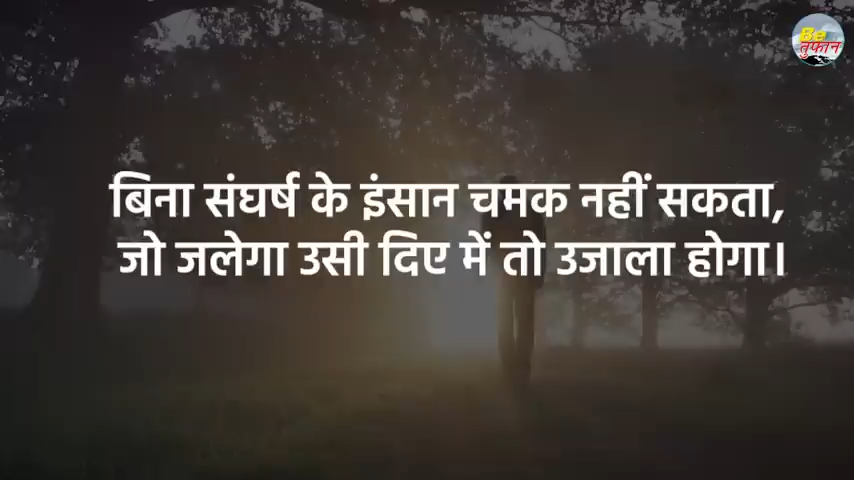 Be
तुफान
बिना संघर्ष के इंसान चमक नहीं सकता,
जो जलेगा उसी दिए में तो उजाला होगा।